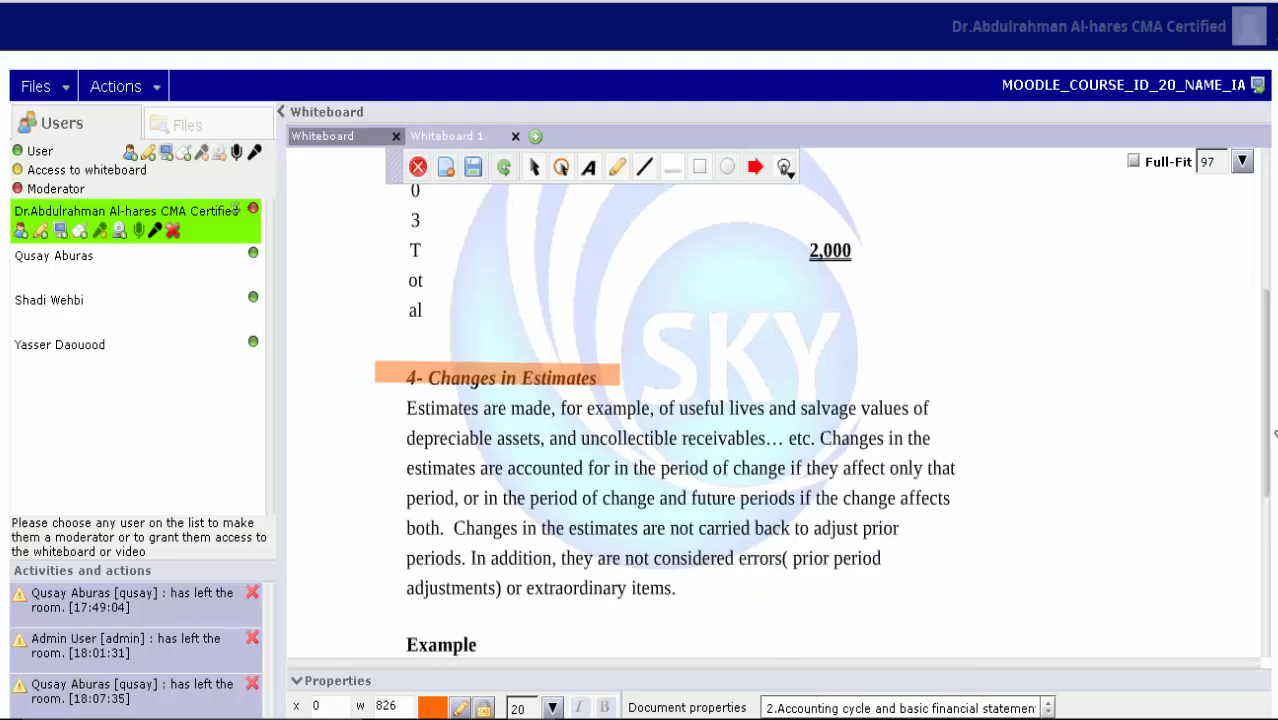 Dr.Abdulrahman Al-hares CMA Certified
Files
Actions
MOODLE_COURSE_ID_20_NAME_IA
Users
Files
Whiteboard
Whiteboard
Whiteboard 1
User
Access to whiteboard
Moderator
Full-Fit
97
Dr.Abdulrahman Al-hares CMA Certified
Qusay Aburas
Shadi Wehbi
Yasser Daouood
Please choose any user on the list to make
them a moderator or to grant them access to
the whiteboard or video
Activities and actions
Qusay Aburas [qusay] : has left the
room. [17:49:04]
Admin User [admin] : has left the
room. [18:01:31]
Qusay Aburas [qusay] : has left the
room. [18:07:35]
A
0
3
T
2,000
ot
al
SKY
4- Changes in Estimates
Estimates are made, for example, of useful lives and salvage values of
depreciable assets, and uncollectible receivables… etc. Changes in the
estimates are accounted for in the period of change if they affect only that
period, or in the period of change and future periods if the change affects
both.  Changes in the estimates are not carried back to adjust prior
periods. In addition, they are not considered errors( prior period
adjustments) or extraordinary items.
Example
Properties
x 0 w 826 20 I B Document properties 2.Accounting cycle and basic financial statemen